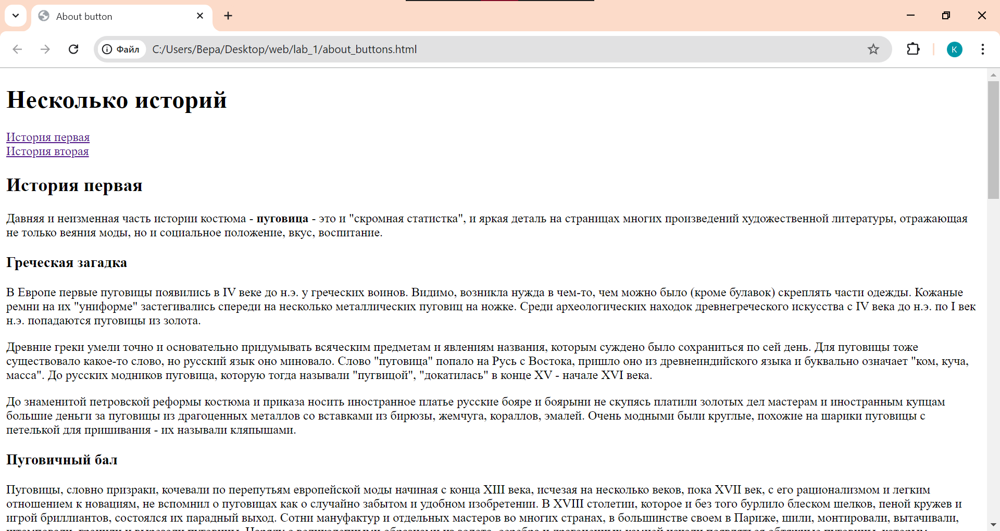 About button
Файл
C:/Users/Вера/Desktop/web/lab_1/about_buttons.html
K
Несколько историй
История первая
История вторая
История первая
Давняя и неизменная часть истории костюма - пуговица - это и "скромная статистка", и яркая деталь на страницах многих произведений художественной литературы, отражающая
не только веяния моды, но и социальное положение, вкус, воспитание.
Греческая загадка
В Европе первые пуговицы появились в IV веке до н.э. у греческих воинов. Видимо, возникла нужда в чем-то, чем можно было (кроме булавок) скреплять части одежды. Кожаные
ремни на их "униформе" застегивались спереди на несколько металлических пуговиц на ножке. Среди археологических находок древнегреческого искусства с IV века до н.э. по I век
н.э. попадаются пуговицы из золота.
Древние греки умели точно и основательно придумывать всяческим предметам и явлениям названия, которым суждено было сохраниться по сей день. Для пуговицы тоже
существовало какое-то слово, но русский язык оно миновало. Слово "пуговица" попало на Русь с Востока, пришло оно из древнеиндийского языка и буквально означает "ком, куча,
масса". До русских модников пуговица, которую тогда называли "пугвицой", "докатилась" в конце XV - начале XVI века.
До знаменитой петровской реформы костюма и приказа носить иностранное платье русские бояре и боярыни не скупясь платили золотых дел мастерам и иностранным купцам
большие деньги за пуговицы из драгоценных металлов со вставками из бирюзы, жемчуга, кораллов, эмалей. Очень модными были круглые, похожие на шарики пуговицы с
петелькой для пришивания - их называли кляпышами.
Пуговичный бал
Пуговицы, словно призраки, кочевали по перепутьям европейской моды начиная с конца XIII века, исчезая на несколько веков, пока XVII век, с его рационализмом и легким
отношением к новациям, не вспомнил о пуговицах как о случайно забытом и удобном изобретении. В XVIII столетии, которое и без того бурлило блеском шелков, пеной кружев и
игрой бриллиантов, состоялся их парадный выход. Сотни мануфактур и отдельных мастеров во многих странах, в большинстве своем в Париже, шили, монтировали, вытачивали,